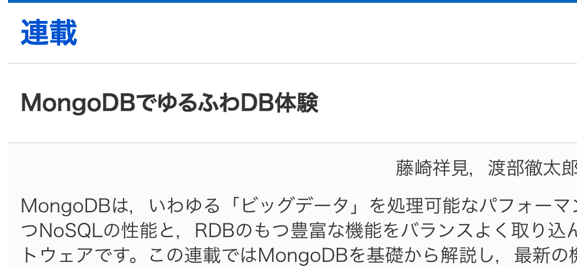 連載
MongoDBでゆるふわDB体験
藤崎祥見，渡部徹太郎
MongoDBは，いわゆる「ビッグデータ」を処理可能なパフォーマン
つNoSQLの性能と，RDBのもつ豊富な機能をバランスよく取り込ん
トウェアです。この連載ではMongoDBを基礎から解説し，最新の機